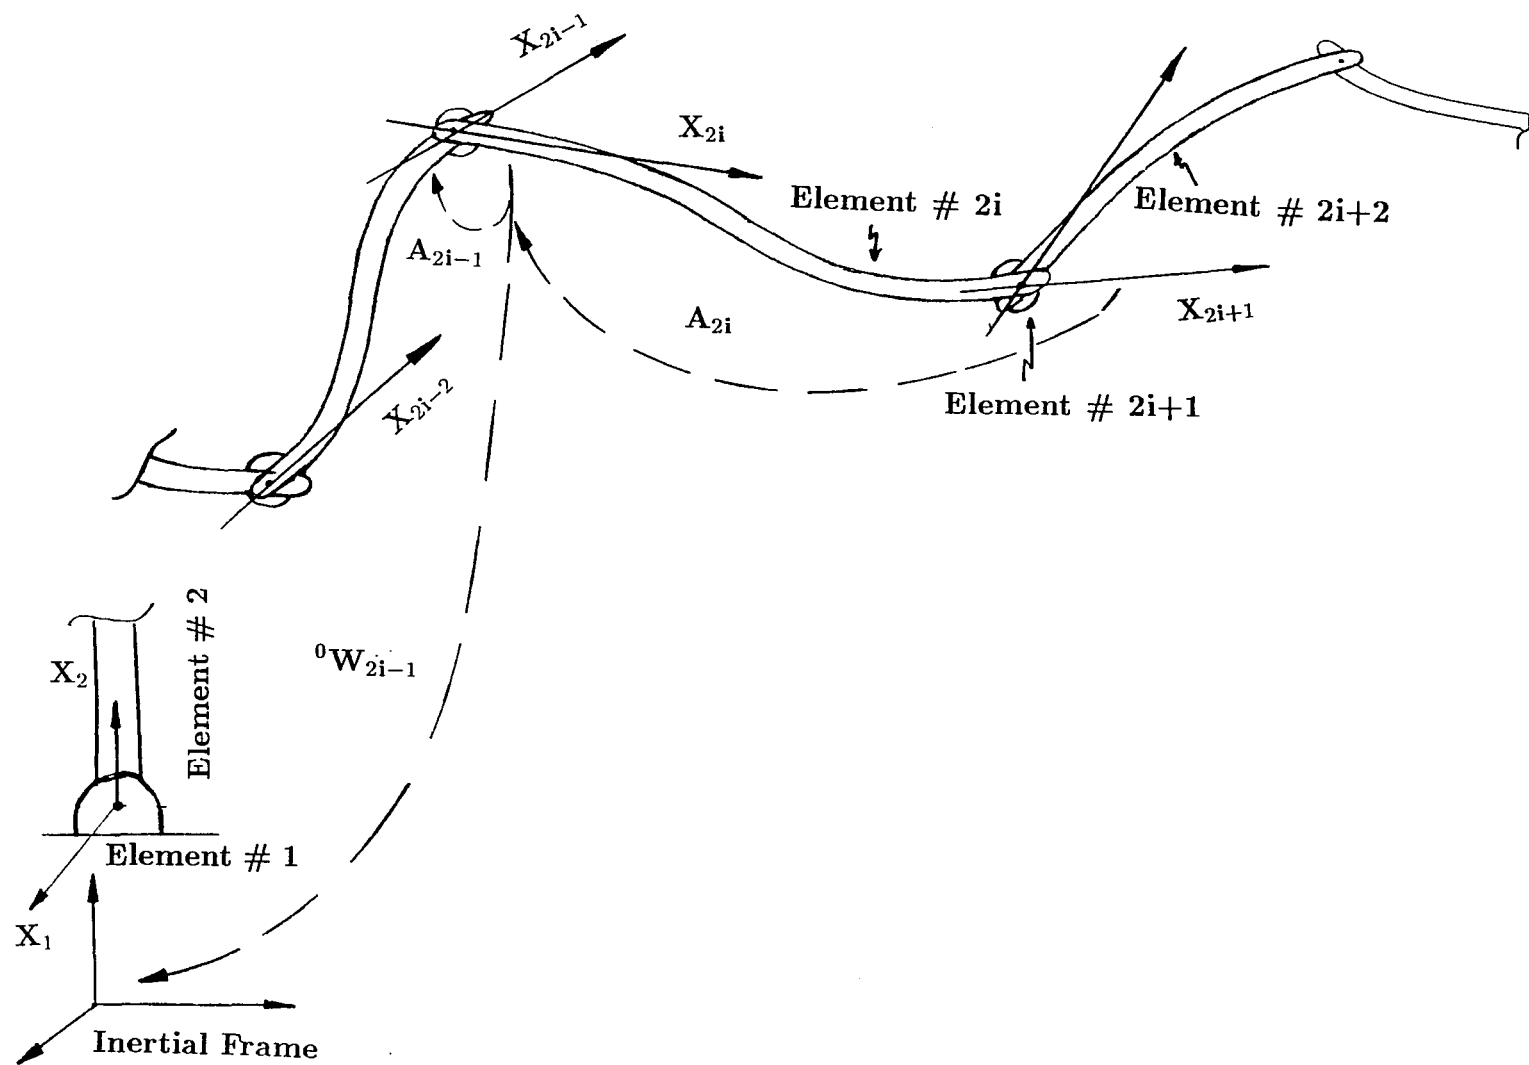 X₂ᵢ₋₁
X₂ᵢ
Element # 2i
Element # 2i+2
A₂ᵢ₋₁
A₂ᵢ
X₂ᵢ₊₁
X₂ᵢ₋₂
Element # 2i+1
Element # 2
⁰W₂ᵢ₋₁
X₂
Element # 1
X₁
Inertial Frame